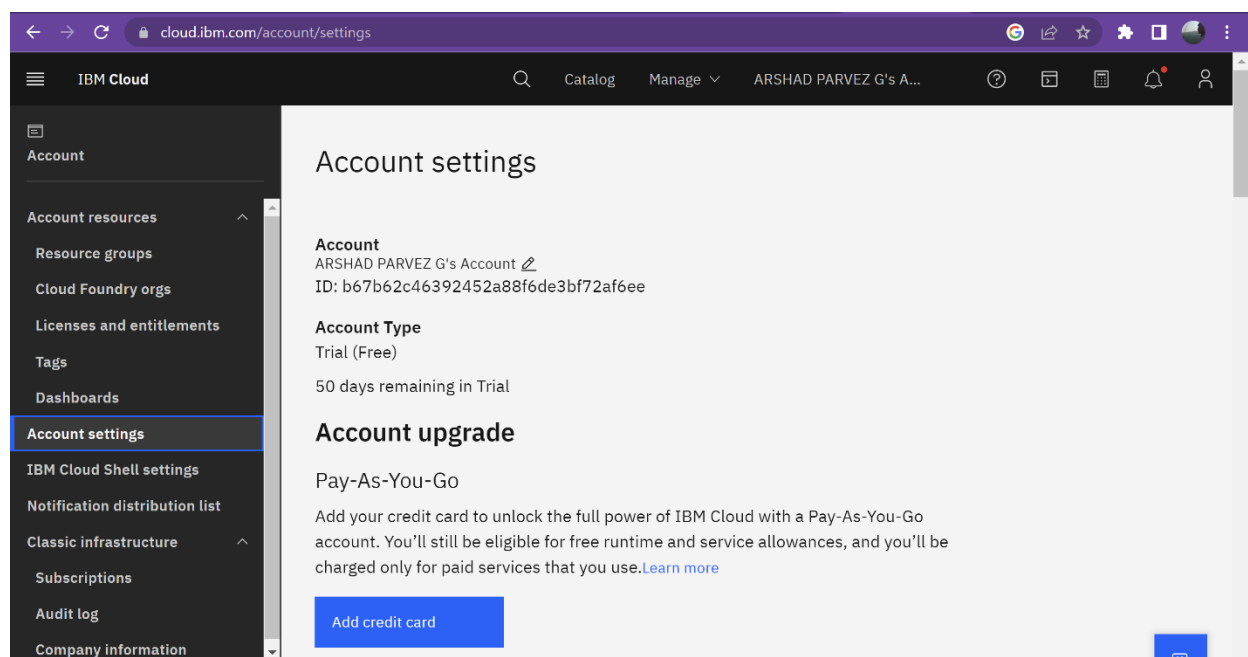 cloud.ibm.com/account/settings
IBM Cloud
Catalog
Manage
ARSHAD PARVEZ G's A...
Account
Account resources
Resource groups
Cloud Foundry orgs
Licenses and entitlements
Tags
Dashboards
Account settings
IBM Cloud Shell settings
Notification distribution list
Classic infrastructure
Subscriptions
Audit log
Company information
Account settings
Account
ARSHAD PARVEZ G's Account
ID: b67b62c46392452a88f6de3bf72af6ee
Account Type
Trial (Free)
50 days remaining in Trial
Account upgrade
Pay-As-You-Go
Add your credit card to unlock the full power of IBM Cloud with a Pay-As-You-Go
account. You'll still be eligible for free runtime and service allowances, and you'll be
charged only for paid services that you use.Learn more
Add credit card